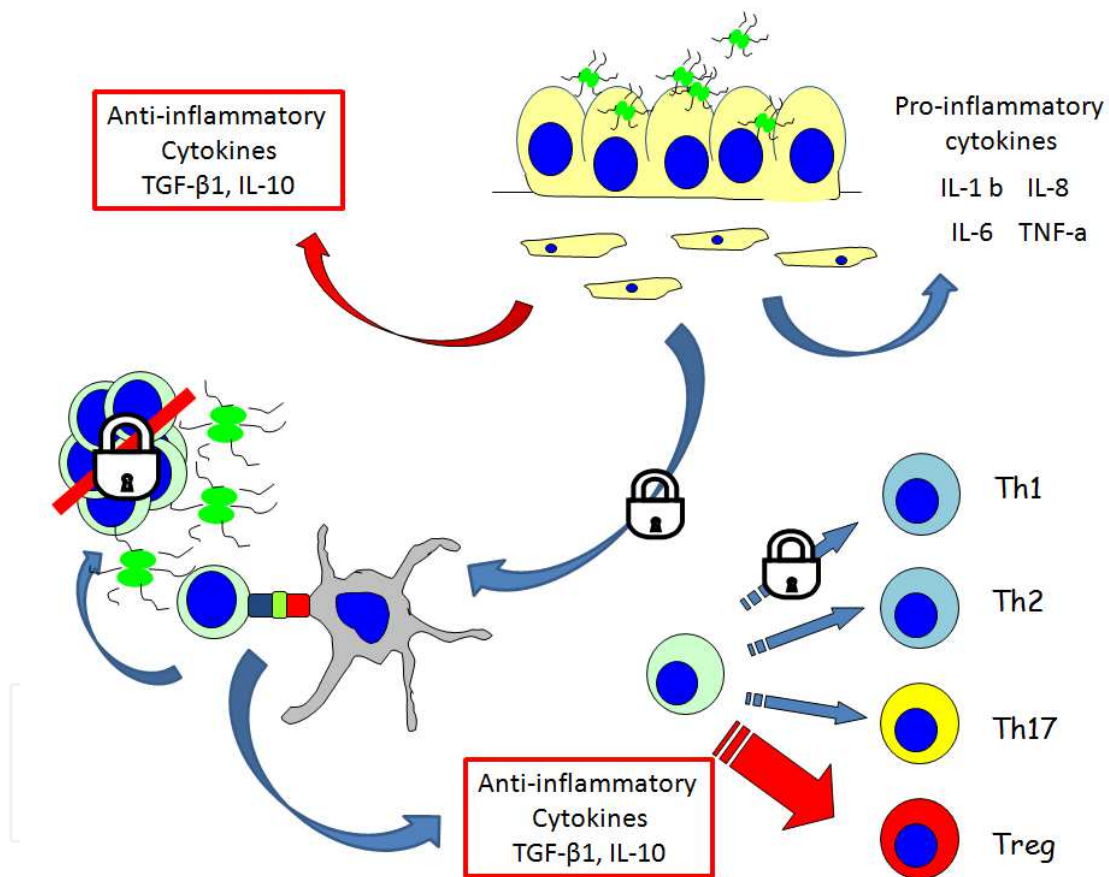 Anti-inflammatory
Cytokines
TGF-β1, IL-10
Pro-inflammatory
cytokines
IL-1 b IL-8
IL-6 TNF-a
Th1
Th2
Th17
Treg
Anti-inflammatory
Cytokines
TGF-β1, IL-10